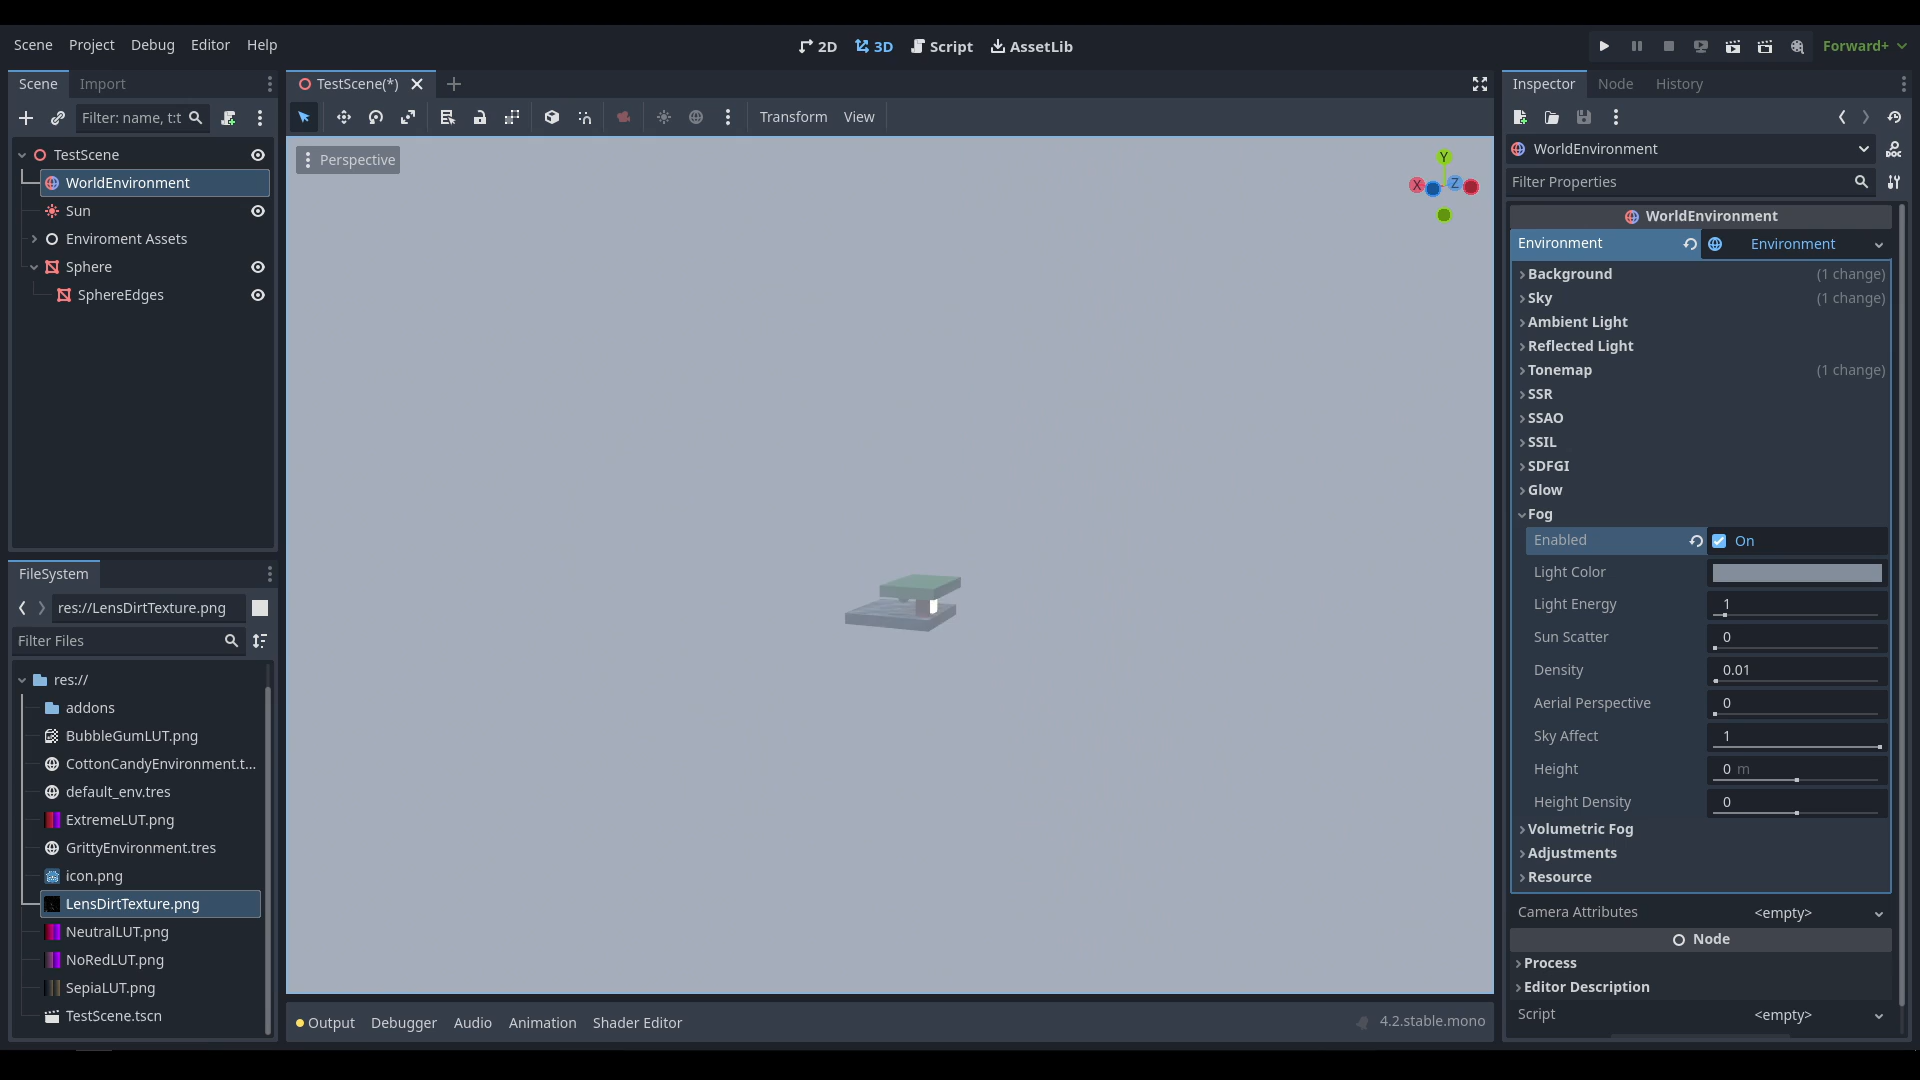 Scene Project Debug Editor Help
2D 3D Script AssetLib
Forward+
Scene Import
Filter: name, t:t
TestScene
WorldEnvironment
Sun
Enviroment Assets
Sphere
SphereEdges
FileSystem
res://LensDirtTexture.png
Filter Files
res://
addons
BubbleGumLUT.png
CottonCandyEnvironment.t...
default_env.tres
ExtremeLUT.png
GrittyEnvironment.tres
icon.png
LensDirtTexture.png
NeutralLUT.png
NoRedLUT.png
SepiaLUT.png
TestScene.tscn
TestScene(*)
Transform View
Perspective
Y
X Z
Output Debugger Audio Animation Shader Editor
4.2.stable.mono
Inspector Node History
WorldEnvironment
DOC
Filter Properties
WorldEnvironment
Environment Environment
Background (1 change)
Sky (1 change)
Ambient Light
Reflected Light
Tonemap (1 change)
SSR
SSAO
SSIL
SDFGI
Glow
Fog
Enabled On
Light Color
Light Energy 1
Sun Scatter 0
Density 0.01
Aerial Perspective 0
Sky Affect 1
Height 0 m
Height Density 0
Volumetric Fog
Adjustments
Resource
Camera Attributes <empty>
Node
Process
Editor Description
Script <empty>